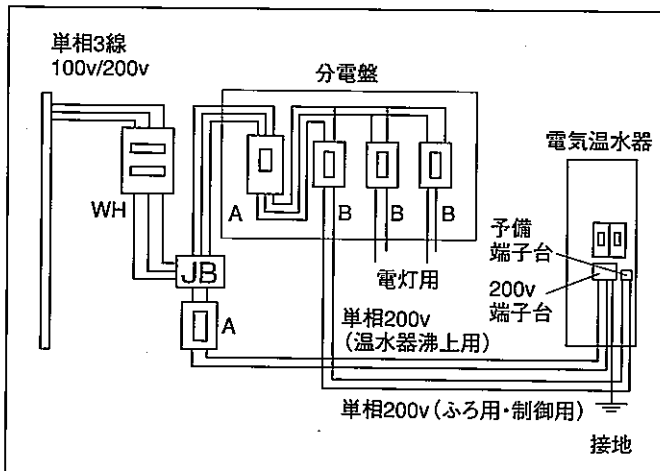 単相3線
100v/200v
分電盤
電気温水器
WH
A
B
B
B
予備
端子台
JB
電灯用
200v
端子台
A
単相200v
(温水器沸上用)
単相200v(ふろ用・制御用)
接地